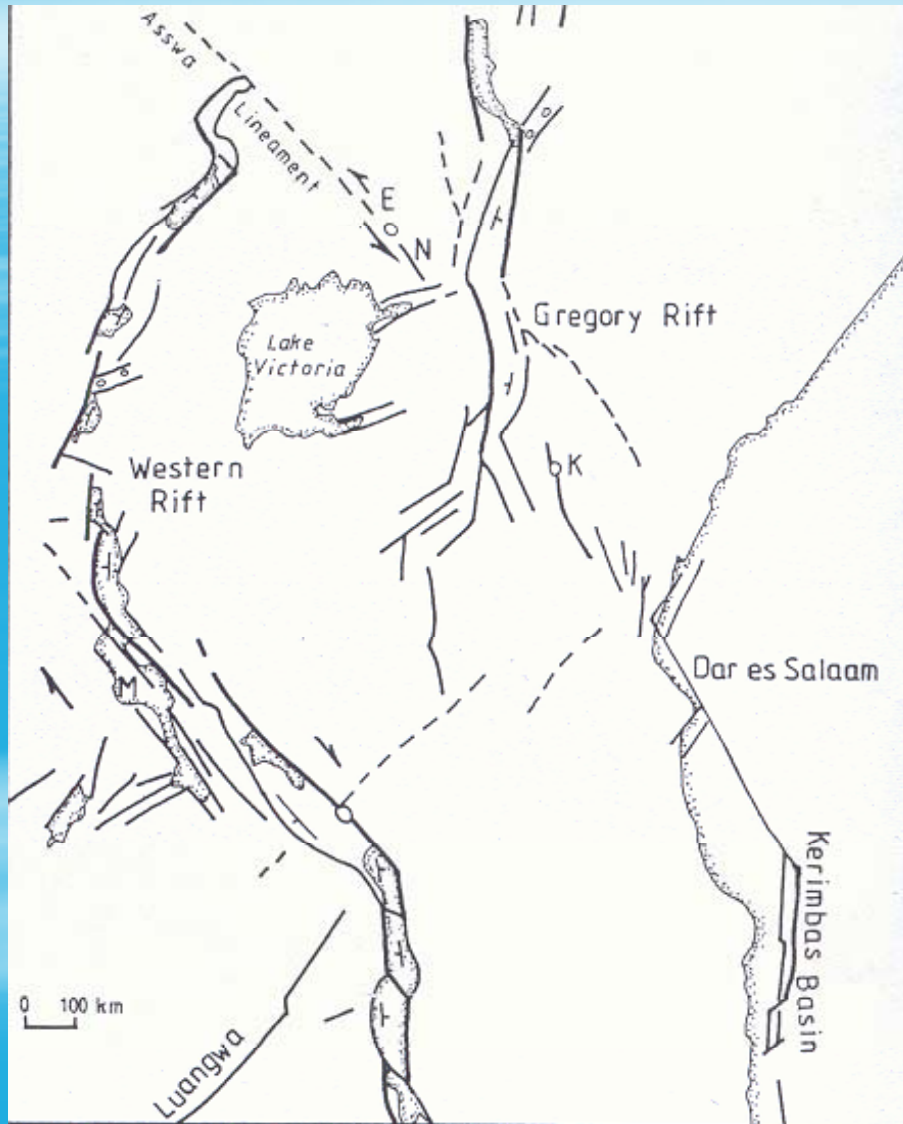 Asswa
Lineament
E
N
Gregory Rift
Lake
Victoria
K
Western
Rift
Dar es Salaam
M
Kerimbas Basin
0 100 km
Luangwa